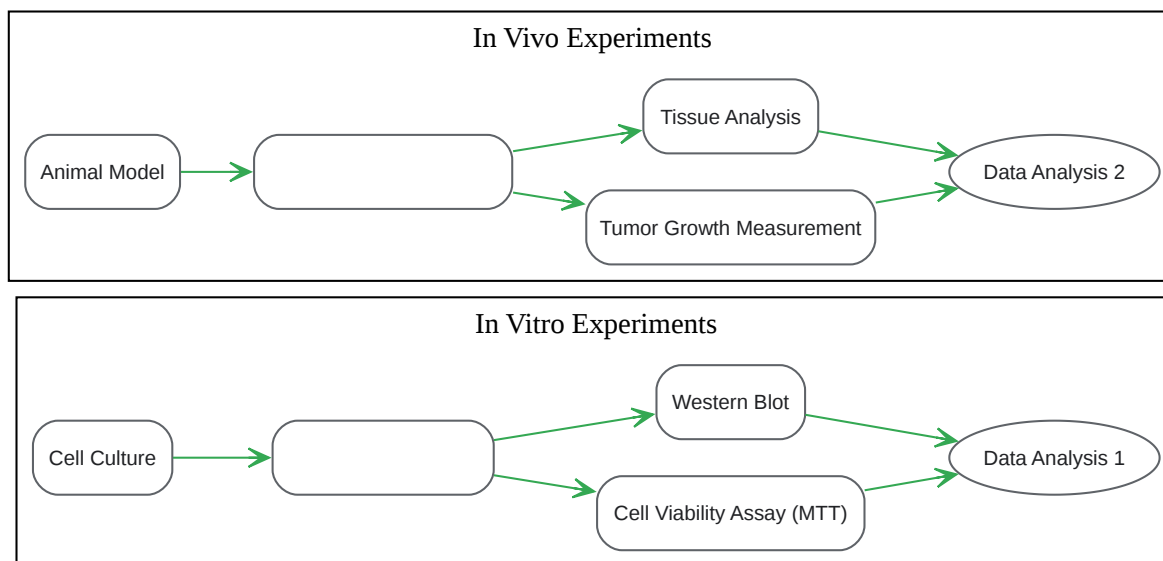 In Vivo Experiments
Tissue Analysis
Animal Model
Data Analysis 2
Tumor Growth Measurement
In Vitro Experiments
Western Blot
Cell Culture
Data Analysis 1
Cell Viability Assay (MTT)